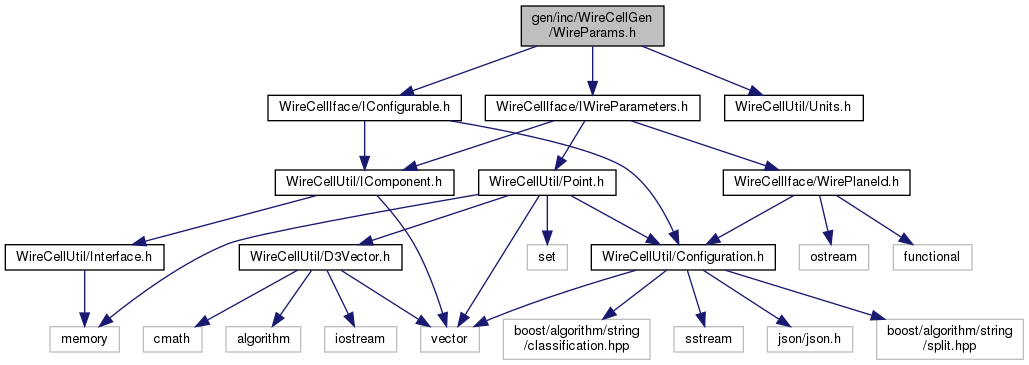 gen/inc/WireCellGen
/WireParams.h
WireCellIface/IConfigurable.h
WireCellIface/IWireParameters.h
WireCellUtil/Units.h
WireCellUtil/IComponent.h
WireCellUtil/Point.h
WireCellIface/WirePlaneId.h
WireCellUtil/Interface.h
WireCellUtil/D3Vector.h
set
WireCellUtil/Configuration.h
ostream
functional
memory
cmath
algorithm
iostream
vector
boost/algorithm/string
/classification.hpp
sstream
json/json.h
boost/algorithm/string
/split.hpp